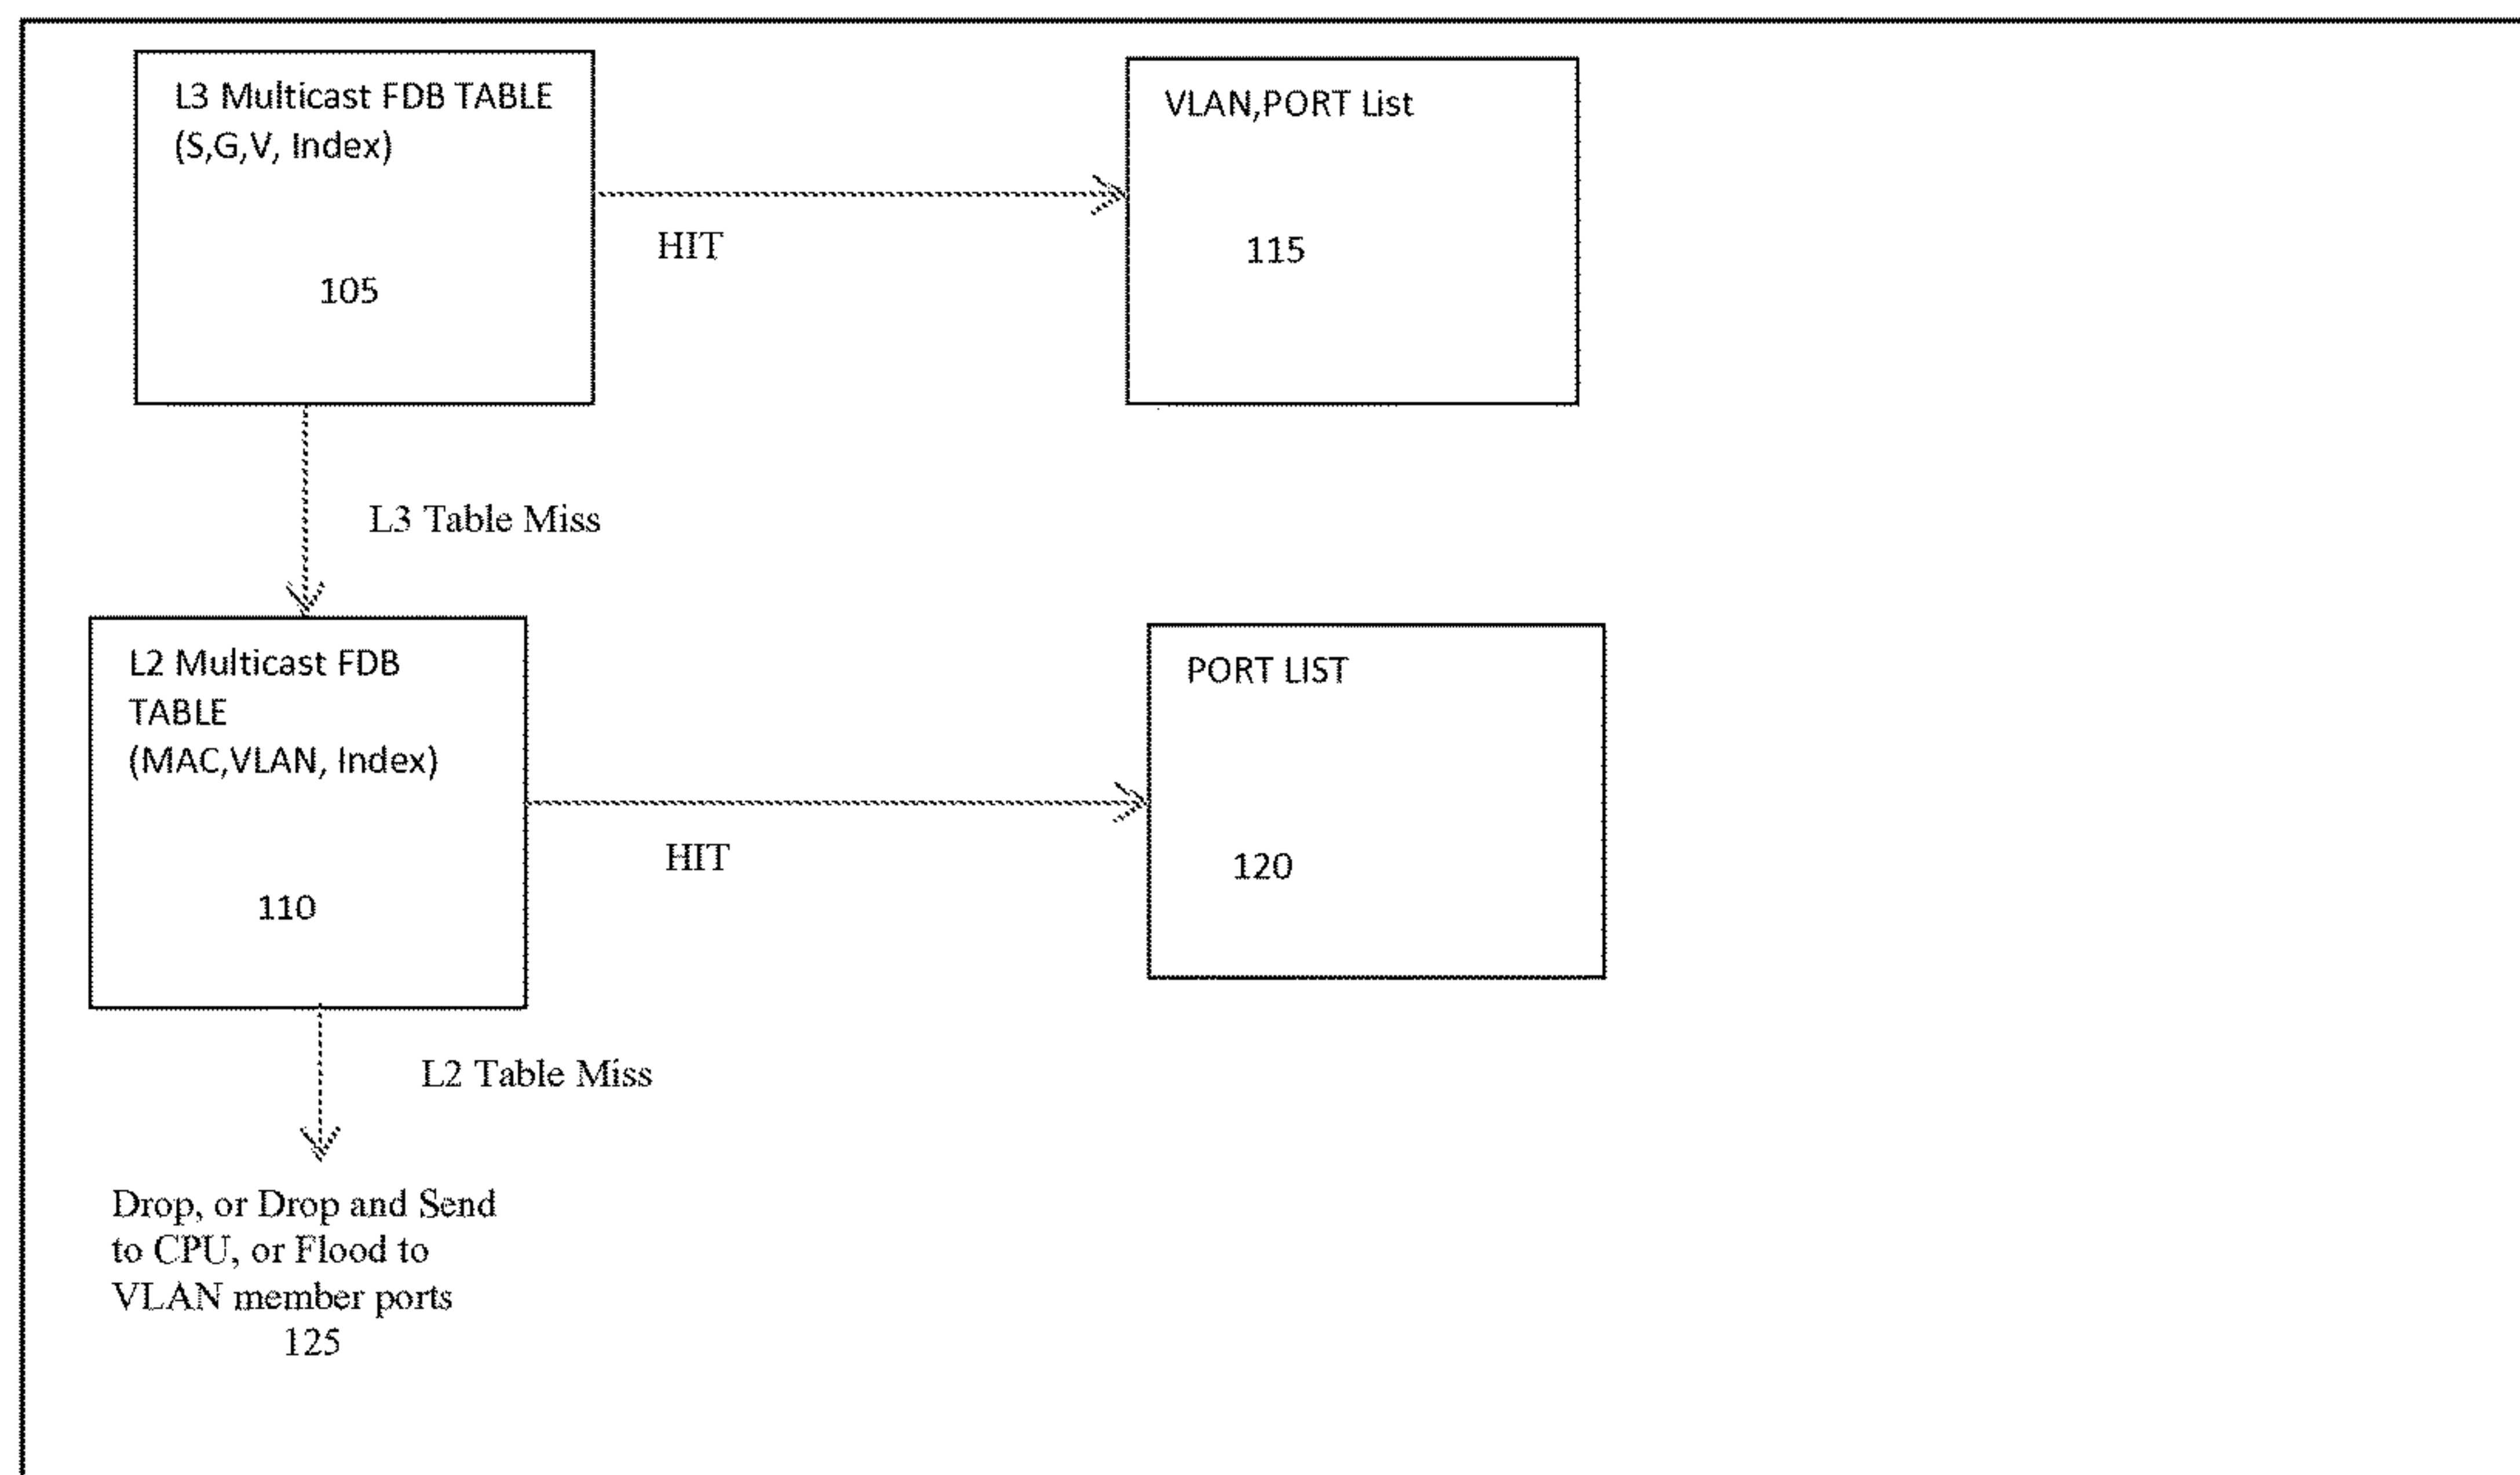 L3 Multicast FDB TABLE
(S,G,V, Index)
105
HIT
VLAN,PORT List
115
L3 Table Miss
L2 Multicast FDB
TABLE
(MAC,VLAN, Index)
110
HIT
PORT LIST
120
L2 Table Miss
Drop, or Drop and Send
to CPU, or Flood to
VLAN member ports
125